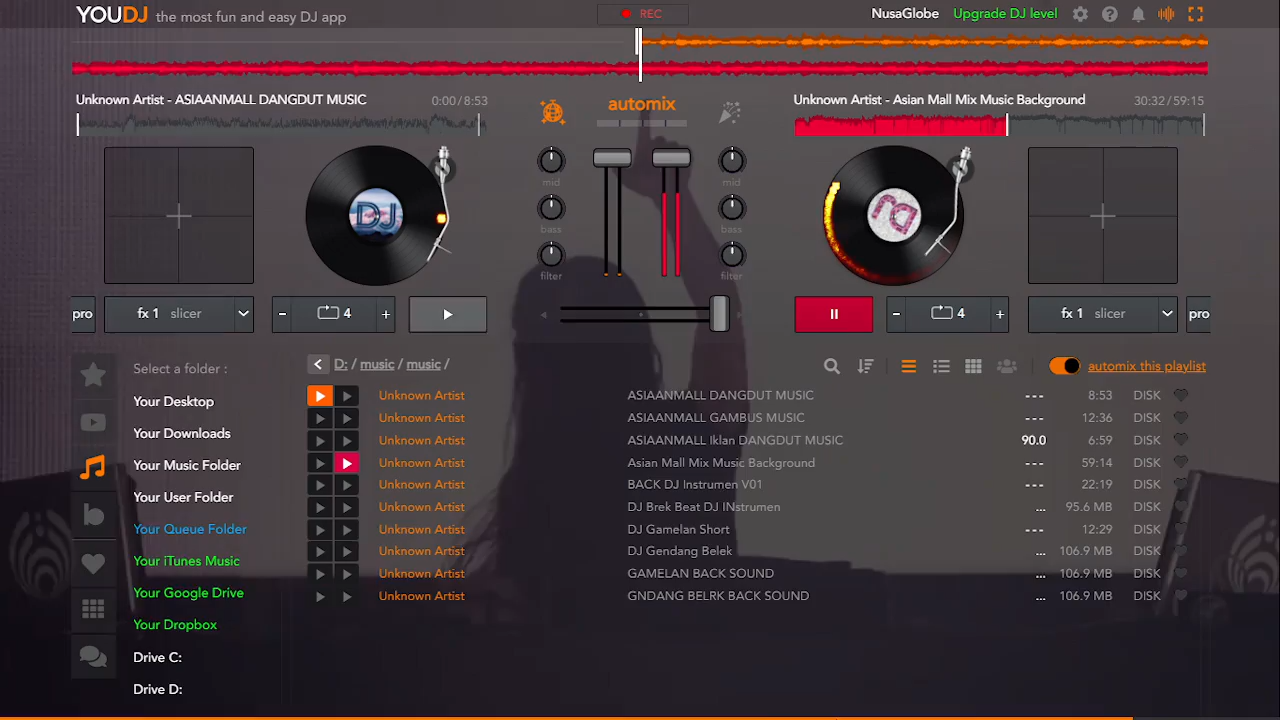 YOUDJ the most fun and easy DJ app
REC
NusaGlobe Upgrade DJ level
Unknown Artist - ASIAANMALL DANGDUT MUSIC 0:00/8:53
automix
Unknown Artist - Asian Mall Mix Music Background 30:32/59:15
mid mid
bass bass
filter filter
DJ DJ
pro fx 1 slicer - 4 + - 4 + fx 1 slicer pro
Select a folder :
Your Desktop
Your Downloads
Your Music Folder
Your User Folder
Your Queue Folder
Your iTunes Music
Your Google Drive
Your Dropbox
Drive C:
Drive D:
D: / music / music /
automix this playlist
Unknown Artist ASIAANMALL DANGDUT MUSIC --- 8:53 DISK
Unknown Artist ASIAANMALL GAMBUS MUSIC --- 12:36 DISK
Unknown Artist ASIAANMALL Iklan DANGDUT MUSIC 90.0 6:59 DISK
Unknown Artist Asian Mall Mix Music Background --- 59:14 DISK
Unknown Artist BACK DJ Instrumen V01 --- 22:19 DISK
Unknown Artist DJ Brek Beat DJ INstrumen ... 95.6 MB DISK
Unknown Artist DJ Gamelan Short --- 12:29 DISK
Unknown Artist DJ Gendang Belek ... 106.9 MB DISK
Unknown Artist GAMELAN BACK SOUND ... 106.9 MB DISK
Unknown Artist GNDANG BELRK BACK SOUND ... 106.9 MB DISK